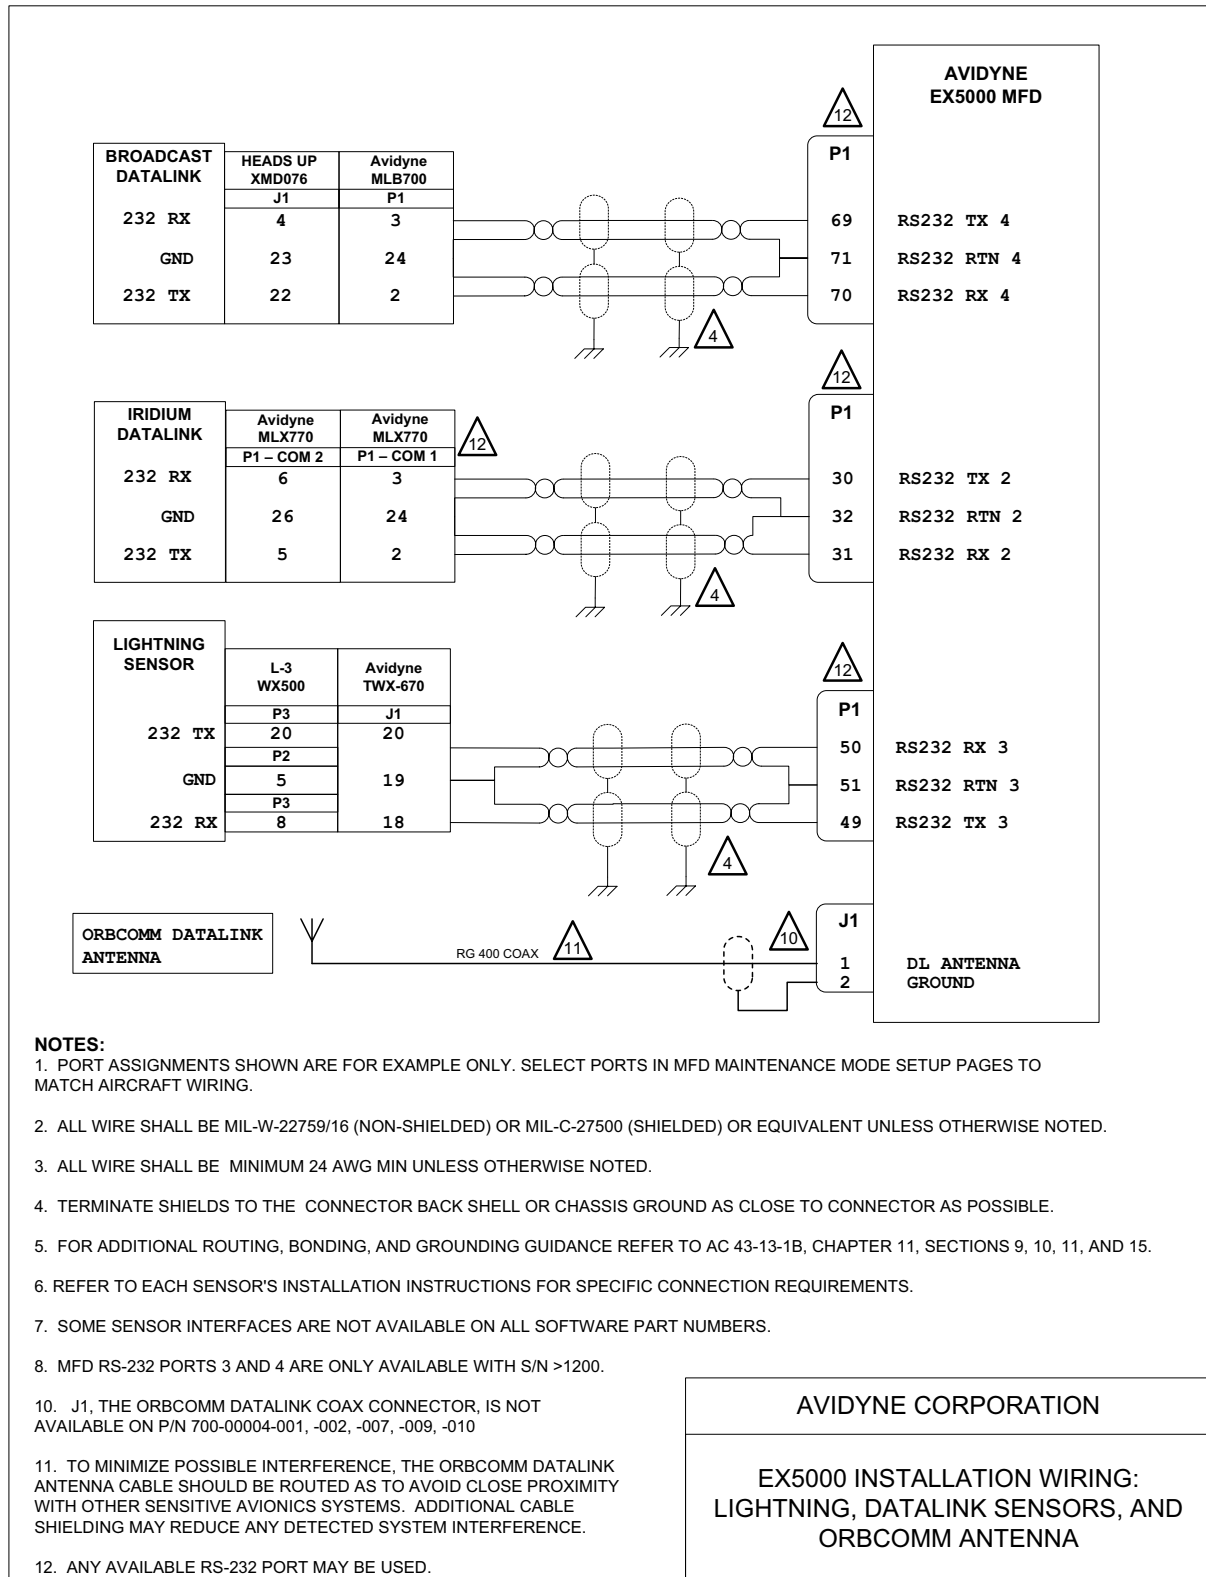 AVIDYNE
EX5000 MFD
12
P1
BROADCAST
DATALINK
HEADS UP
XMD076
Avidyne
MLB700
J1
P1
232 RX
4
3
69
RS232 TX 4
GND
23
24
71
RS232 RTN 4
232 TX
22
2
70
RS232 RX 4
4
12
P1
IRIDIUM
DATALINK
Avidyne
MLX770
Avidyne
MLX770
12
P1 – COM 2
P1 – COM 1
232 RX
6
3
30
RS232 TX 2
GND
26
24
32
RS232 RTN 2
232 TX
5
2
31
RS232 RX 2
4
LIGHTNING
SENSOR
L-3
WX500
Avidyne
TWX-670
12
P1
P3
J1
232 TX
20
20
50
RS232 RX 3
P2
GND
5
19
51
RS232 RTN 3
P3
232 RX
8
18
49
RS232 TX 3
4
ORBCOMM DATALINK
ANTENNA
RG 400 COAX
11
10
J1
1
DL ANTENNA
2
GROUND
NOTES:
1. PORT ASSIGNMENTS SHOWN ARE FOR EXAMPLE ONLY. SELECT PORTS IN MFD MAINTENANCE MODE SETUP PAGES TO
MATCH AIRCRAFT WIRING.
2. ALL WIRE SHALL BE MIL-W-22759/16 (NON-SHIELDED) OR MIL-C-27500 (SHIELDED) OR EQUIVALENT UNLESS OTHERWISE NOTED.
3. ALL WIRE SHALL BE MINIMUM 24 AWG MIN UNLESS OTHERWISE NOTED.
4. TERMINATE SHIELDS TO THE CONNECTOR BACK SHELL OR CHASSIS GROUND AS CLOSE TO CONNECTOR AS POSSIBLE.
5. FOR ADDITIONAL ROUTING, BONDING, AND GROUNDING GUIDANCE REFER TO AC 43-13-1B, CHAPTER 11, SECTIONS 9, 10, 11, AND 15.
6. REFER TO EACH SENSOR'S INSTALLATION INSTRUCTIONS FOR SPECIFIC CONNECTION REQUIREMENTS.
7. SOME SENSOR INTERFACES ARE NOT AVAILABLE ON ALL SOFTWARE PART NUMBERS.
8. MFD RS-232 PORTS 3 AND 4 ARE ONLY AVAILABLE WITH S/N >1200.
10. J1, THE ORBCOMM DATALINK COAX CONNECTOR, IS NOT
AVAILABLE ON P/N 700-00004-001, -002, -007, -009, -010
11. TO MINIMIZE POSSIBLE INTERFERENCE, THE ORBCOMM DATALINK
ANTENNA CABLE SHOULD BE ROUTED AS TO AVOID CLOSE PROXIMITY
WITH OTHER SENSITIVE AVIONICS SYSTEMS. ADDITIONAL CABLE
SHIELDING MAY REDUCE ANY DETECTED SYSTEM INTERFERENCE.
12. ANY AVAILABLE RS-232 PORT MAY BE USED.
AVIDYNE CORPORATION
EX5000 INSTALLATION WIRING:
LIGHTNING, DATALINK SENSORS, AND
ORBCOMM ANTENNA